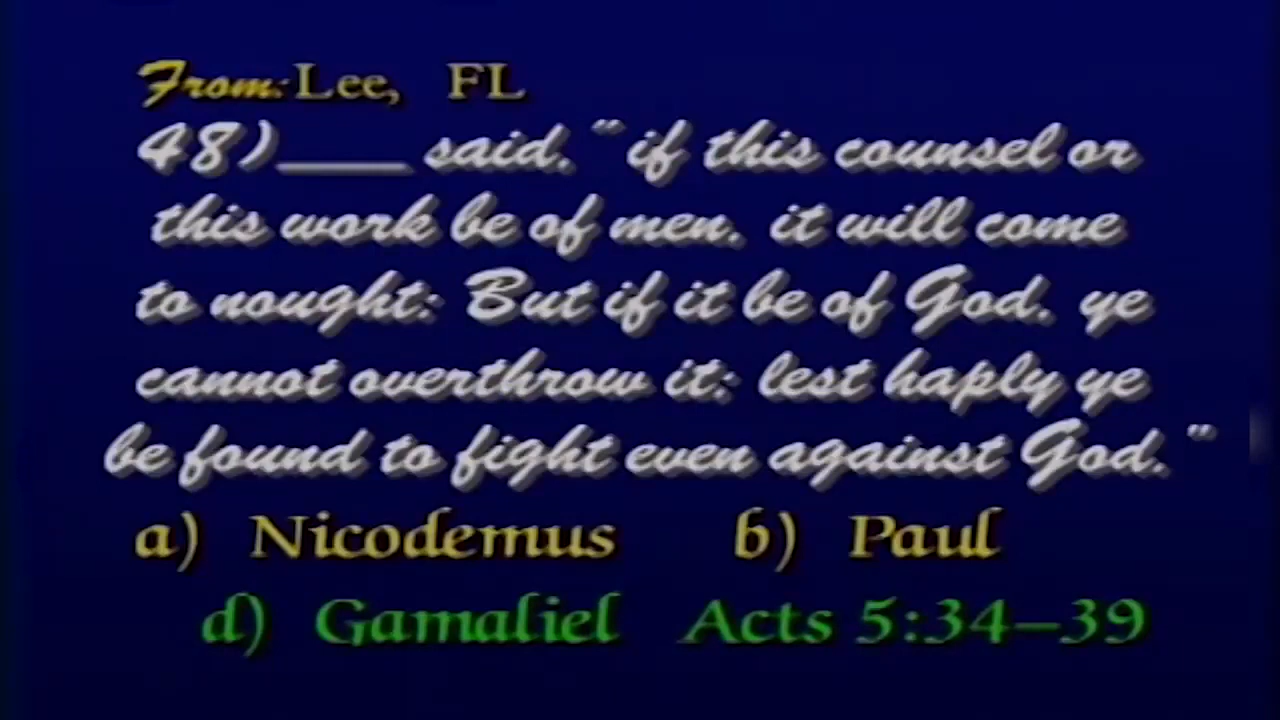 From: Lee, FL
48)____ said, "if this counsel or
this work be of men, it will come
to nought: But if it be of God, ye
cannot overthrow it; lest haply ye
be found to fight even against God."
a) Nicodemus b) Paul
d) Gamaliel Acts 5:34–39